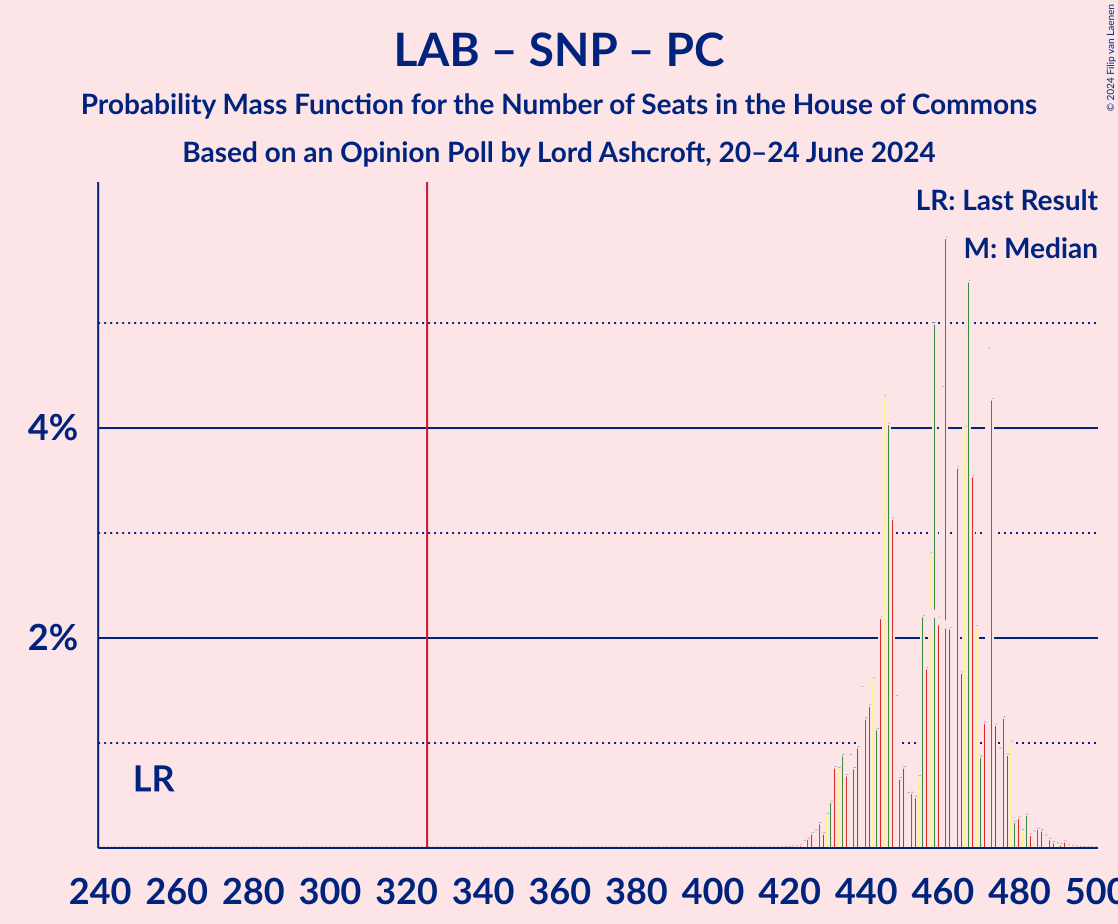 LAB – SNP – PC
Probability Mass Function for the Number of Seats in the House of Commons
Based on an Opinion Poll by Lord Ashcroft, 20–24 June 2024
© 2024 Filip van Laenen
LR: Last Result
M: Median
4%
2%
LR
240 260 280 300 320 340 360 380 400 420 440 460 480 500